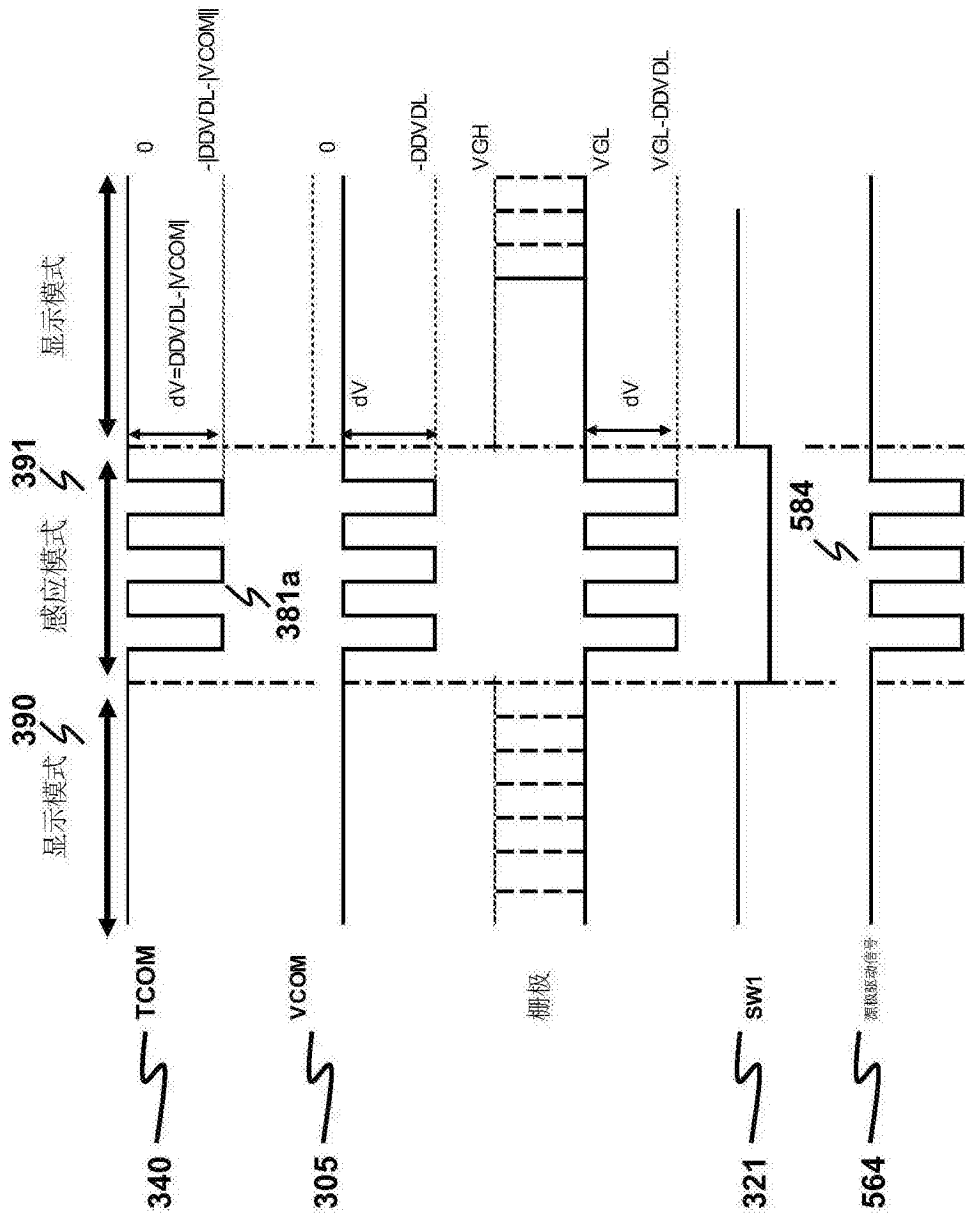 390
391
显示模式
感应模式
显示模式
340
TCOM
381a
dV=DDVDL-|VCOM||
0
-|DDVDL-|VCOM||
305
VCOM
dV
0
-DDVDL
栅极
VGH
VGL
dV
VGL-DDVDL
321
SW1
584
564
源极驱动信号